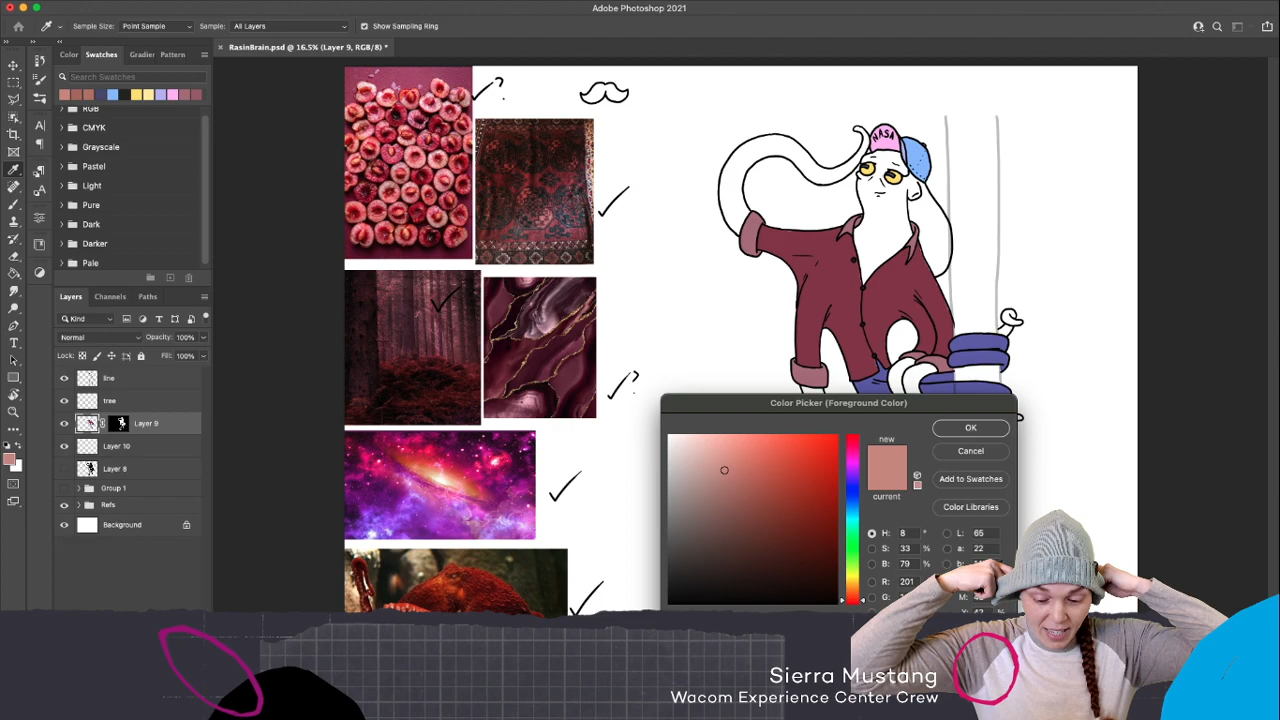 Adobe Photoshop 2021
Sample Size: Point Sample Sample: All Layers Show Sampling Ring
RasinBrain.psd @ 16.5% (Layer 9, RGB/8) *
Color Swatches Gradier Pattern
Search Swatches
RGB
CMYK
Grayscale
Pastel
Light
Pure
Dark
Darker
Pale
Layers Channels Paths
Kind
Normal Opacity: 100%
Lock: Fill: 100%
line
tree
Layer 9
Layer 10
Layer 8
Group 1
Refs
Background
?
NASA
?
Color Picker (Foreground Color)
new
current
OK
Cancel
Add to Swatches
Color Libraries
H: 8 ° L: 65
S: 33 % a: 22
B: 79 %
R: 201
Sierra Mustang
Wacom Experience Center Crew